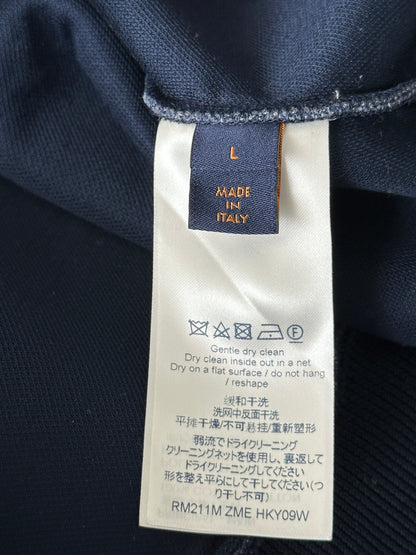 L
MADE
IN
ITALY
Gentle dry clean
Dry clean inside out in a net
Dry on a flat surface / do not hang
/ reshape
缓和干洗
洗网中反面干洗
平摊干燥/不可悬挂/重新塑形
弱流でドライクリーニング
クリーニングネットを使用し、裏返して
ドライクリーニングしてください
形を整え平らにして干してください(つ
り干し不可)
RM211M ZME HKY09W